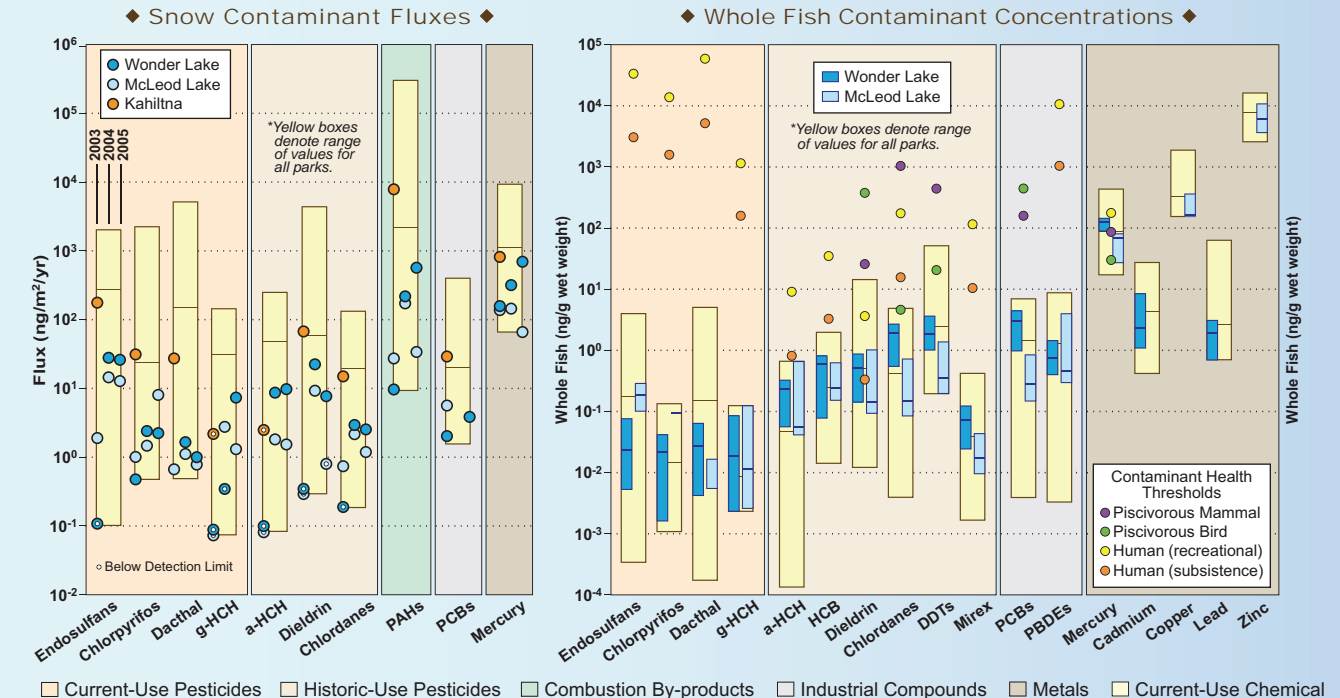 ◆ Snow Contaminant Fluxes ◆
10⁶
10⁵
10⁴
10³
10²
10¹
10⁰
10⁻¹
10⁻²
Flux (ng/m²/yr)
Wonder Lake
McLeod Lake
Kahiltna
2003
2004
2005
*Yellow boxes
denote range
of values for
all parks.
Below Detection Limit
Endosulfans
Chlorpyrifos
Dacthal
g-HCH
a-HCH
Dieldrin
Chlordanes
PAHs
PCBs
Mercury
◆ Whole Fish Contaminant Concentrations ◆
10⁵
10⁴
10³
10²
10¹
10⁰
10⁻¹
10⁻²
10⁻³
10⁻⁴
Whole Fish (ng/g wet weight)
Wonder Lake
McLeod Lake
*Yellow boxes denote range
of values for all parks.
Contaminant Health
Thresholds
Piscivorous Mammal
Piscivorous Bird
Human (recreational)
Human (subsistence)
Whole Fish (ng/g wet weight)
Endosulfans
Chlorpyrifos
Dacthal
g-HCH
a-HCH
HCB
Dieldrin
Chlordanes
DDTs
Mirex
PCBs
PBDEs
Mercury
Cadmium
Copper
Lead
Zinc
Current-Use Pesticides Historic-Use Pesticides Combustion By-products Industrial Compounds Metals Current-Use Chemical